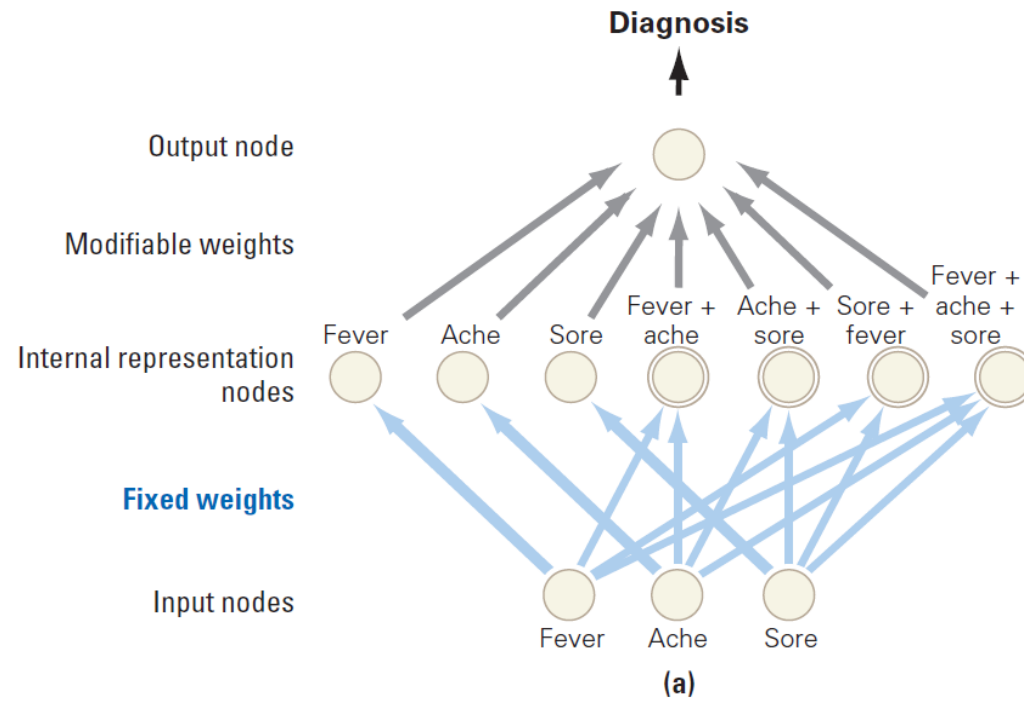 Diagnosis
Output node
Modifiable weights
Fever
Ache
Sore
Fever +
ache
Ache +
sore
Sore +
fever
Fever +
ache +
sore
Internal representation
nodes
Fixed weights
Input nodes
Fever
Ache
Sore
(a)